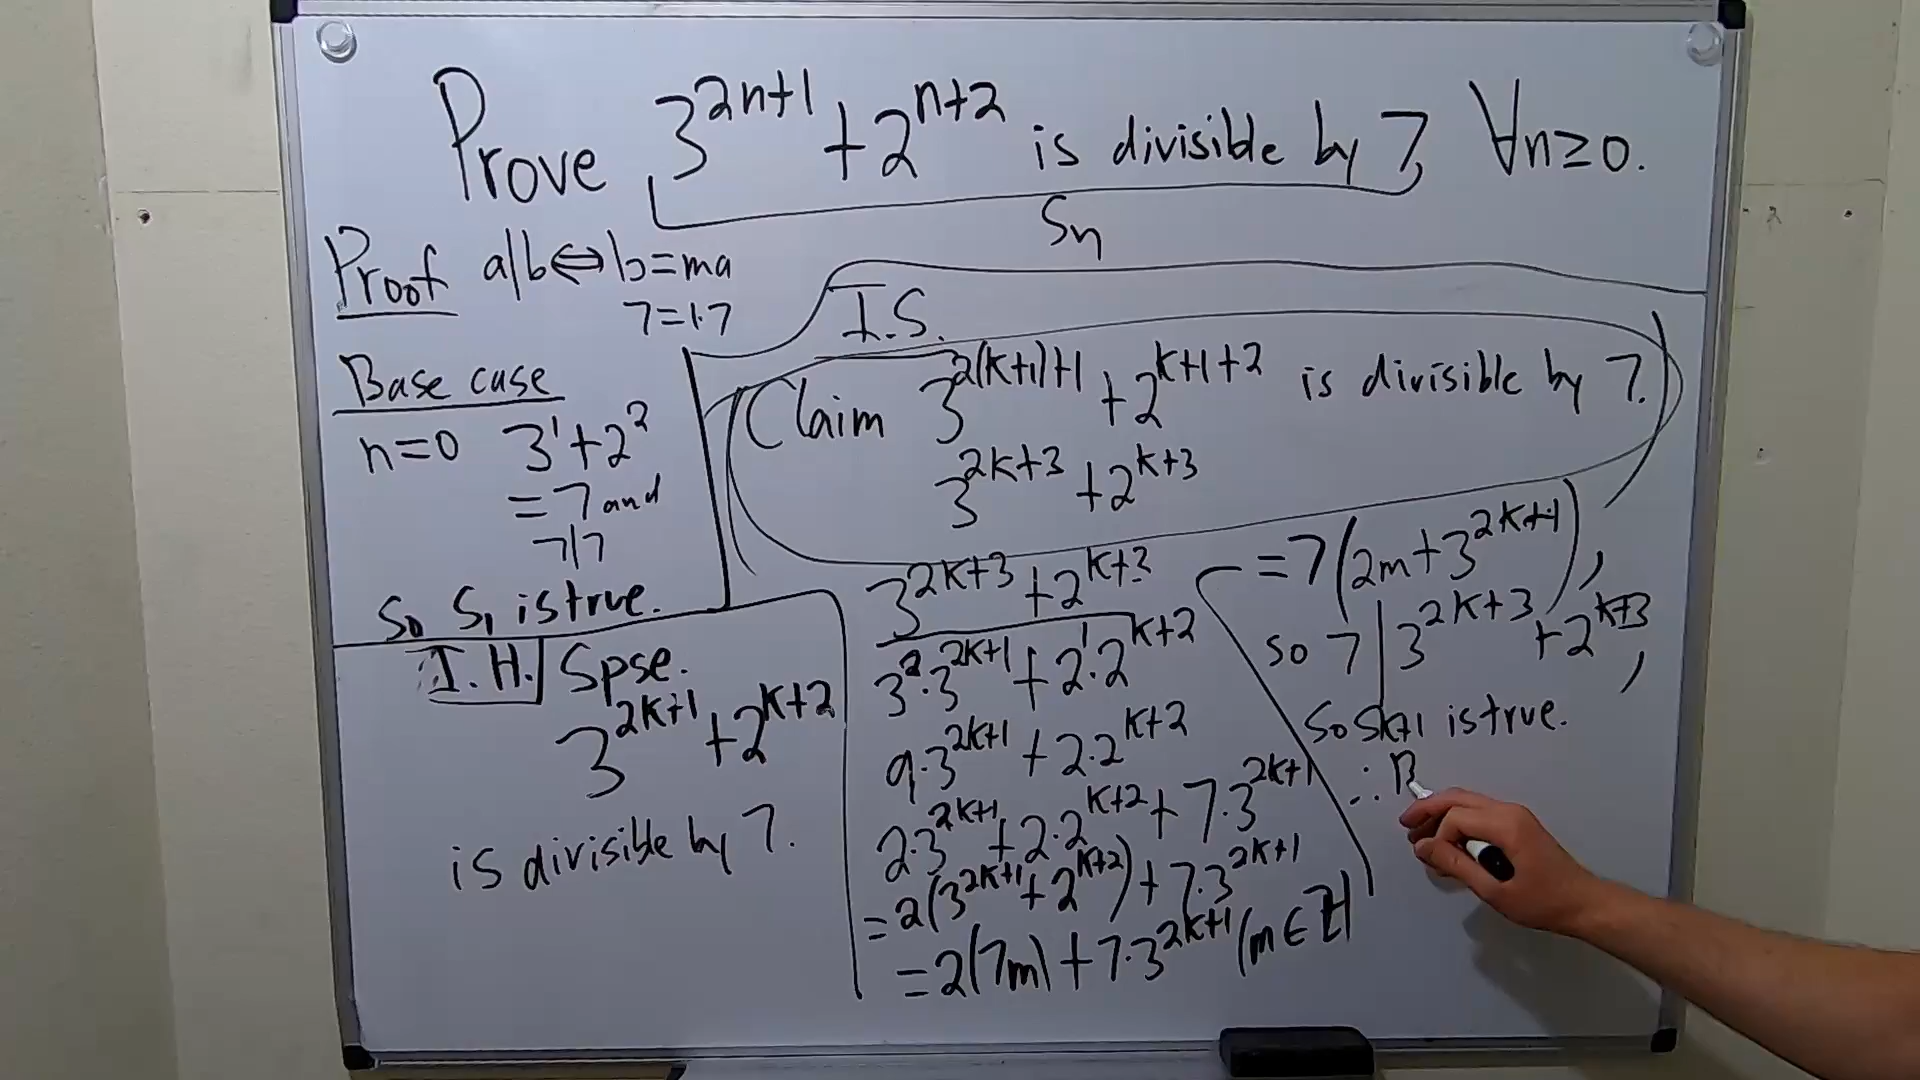 Prove 3^{2n+1} + 2^{n+2} is divisible by 7 ∀n≥0.
Sn
Proof a|b⇔b=ma
7=1·7
Base case
n=0 3^1+2^2
=7 and
7|7
So S1 is true.
I.H. Spse.
3^{2k+1}+2^{k+2}
is divisible by 7.
I.S.
(Claim 3^{2(k+1)+1}+2^{k+1+2} is divisible by 7.)
3^{2k+3}+2^{k+3}
3^{2k+3}+2^{k+3}
3^2·3^{2k+1}+2^1·2^{k+2}
9·3^{2k+1}+2·2^{k+2}
2·3^{2k+1}+2·2^{k+2}+7·3^{2k+1}
=2(3^{2k+1}+2^{k+2})+7·3^{2k+1}
=2(7m)+7·3^{2k+1} (m∈Z)
=7(2m+3^{2k+1}),
so 7|3^{2k+3}+2^{k+3},
So Sk+1 is true.
∴